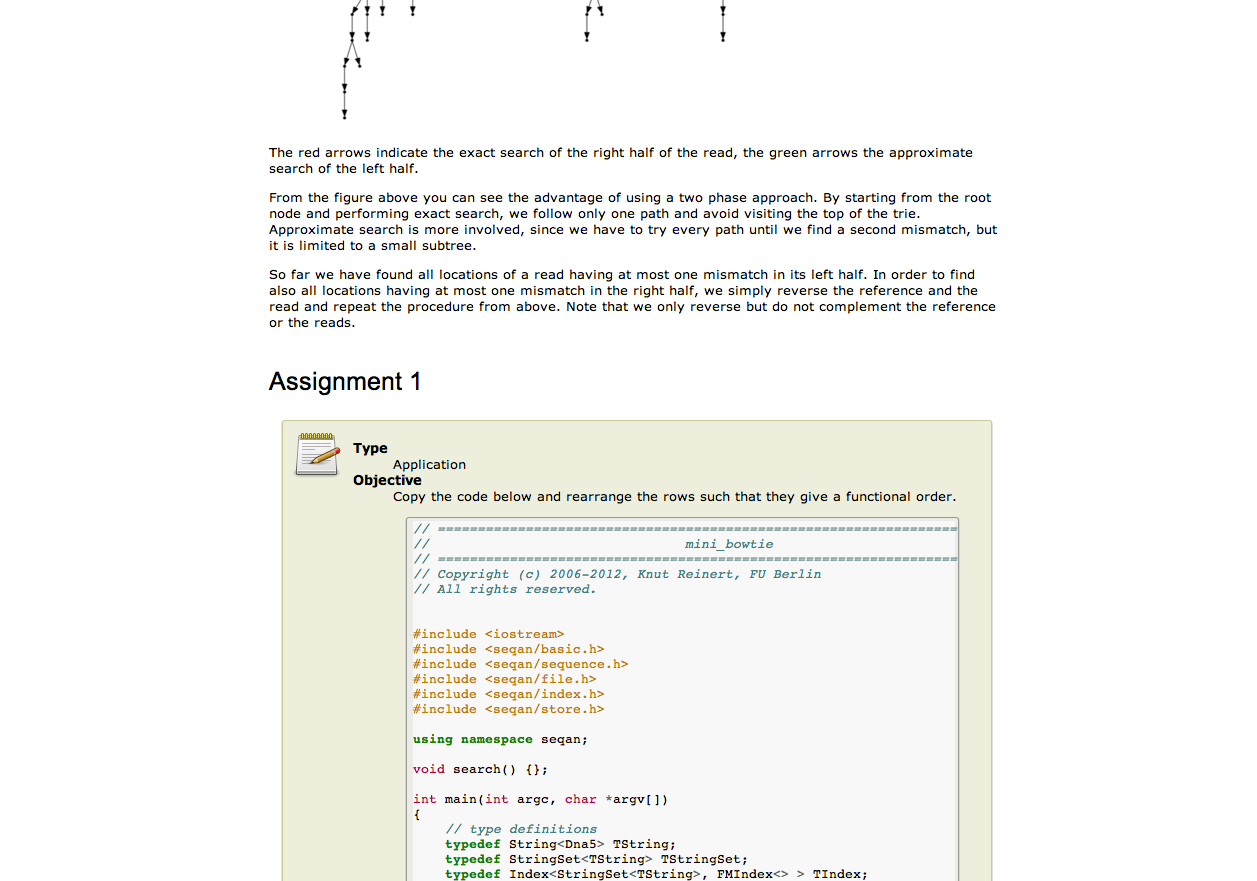 The red arrows indicate the exact search of the right half of the read, the green arrows the approximate
search of the left half.
From the figure above you can see the advantage of using a two phase approach. By starting from the root
node and performing exact search, we follow only one path and avoid visiting the top of the trie.
Approximate search is more involved, since we have to try every path until we find a second mismatch, but
it is limited to a small subtree.
So far we have found all locations of a read having at most one mismatch in its left half. In order to find
also all locations having at most one mismatch in the right half, we simply reverse the reference and the
read and repeat the procedure from above. Note that we only reverse but do not complement the reference
or the reads.
Assignment 1
Type
Application
Objective
Copy the code below and rearrange the rows such that they give a functional order.
// =================================================================
// mini_bowtie
// =================================================================
// Copyright (c) 2006-2012, Knut Reinert, FU Berlin
// All rights reserved.
#include <iostream>
#include <seqan/basic.h>
#include <seqan/sequence.h>
#include <seqan/file.h>
#include <seqan/index.h>
#include <seqan/store.h>
using namespace seqan;
void search() {};
int main(int argc, char *argv[])
{
// type definitions
typedef String<Dna5> TString;
typedef StringSet<TString> TStringSet;
typedef Index<StringSet<TString>, FMIndex<> > TIndex;